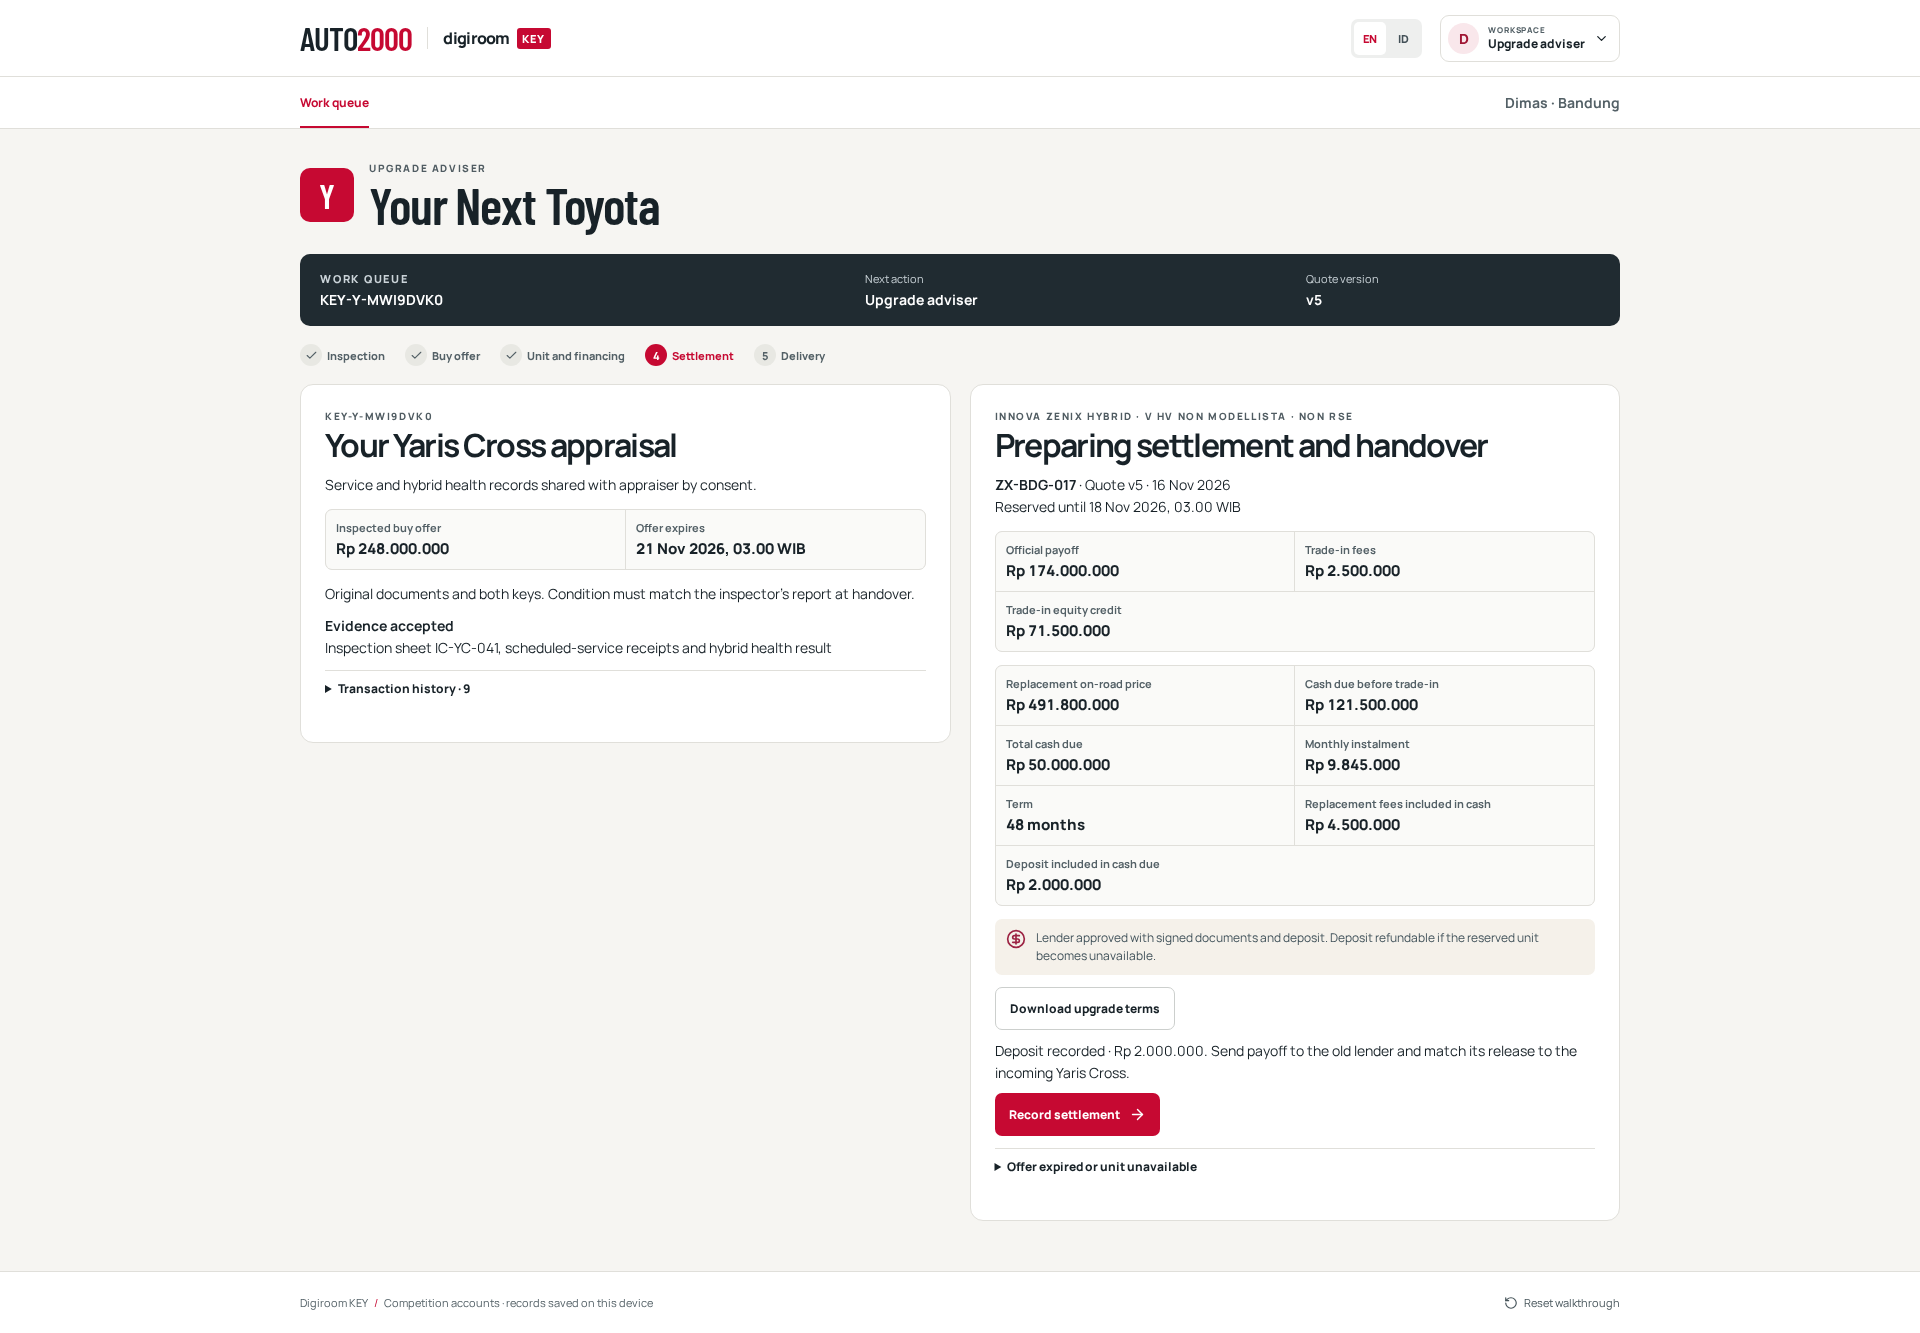 AUTO2000
digiroom KEY
EN
ID
D
WORKSPACE
Upgrade adviser
Work queue
Dimas · Bandung
Y
UPGRADE ADVISER
Your Next Toyota
WORK QUEUE
KEY-Y-MWI9DVK0
Next action
Upgrade adviser
Quote version
v5
Inspection
Buy offer
Unit and financing
4 Settlement
5 Delivery
KEY-Y-MWI9DVK0
Your Yaris Cross appraisal
Service and hybrid health records shared with appraiser by consent.
Inspected buy offer
Rp 248.000.000
Offer expires
21 Nov 2026, 03.00 WIB
Original documents and both keys. Condition must match the inspector's report at handover.
Evidence accepted
Inspection sheet IC-YC-041, scheduled-service receipts and hybrid health result
Transaction history · 9
INNOVA ZENIX HYBRID · V HV NON MODELLISTA · NON RSE
Preparing settlement and handover
ZX-BDG-017 · Quote v5 · 16 Nov 2026
Reserved until 18 Nov 2026, 03.00 WIB
Official payoff
Rp 174.000.000
Trade-in fees
Rp 2.500.000
Trade-in equity credit
Rp 71.500.000
Replacement on-road price
Rp 491.800.000
Cash due before trade-in
Rp 121.500.000
Total cash due
Rp 50.000.000
Monthly instalment
Rp 9.845.000
Term
48 months
Replacement fees included in cash
Rp 4.500.000
Deposit included in cash due
Rp 2.000.000
Lender approved with signed documents and deposit. Deposit refundable if the reserved unit
becomes unavailable.
Download upgrade terms
Deposit recorded · Rp 2.000.000. Send payoff to the old lender and match its release to the
incoming Yaris Cross.
Record settlement
Offer expired or unit unavailable
Digiroom KEY / Competition accounts · records saved on this device
Reset walkthrough